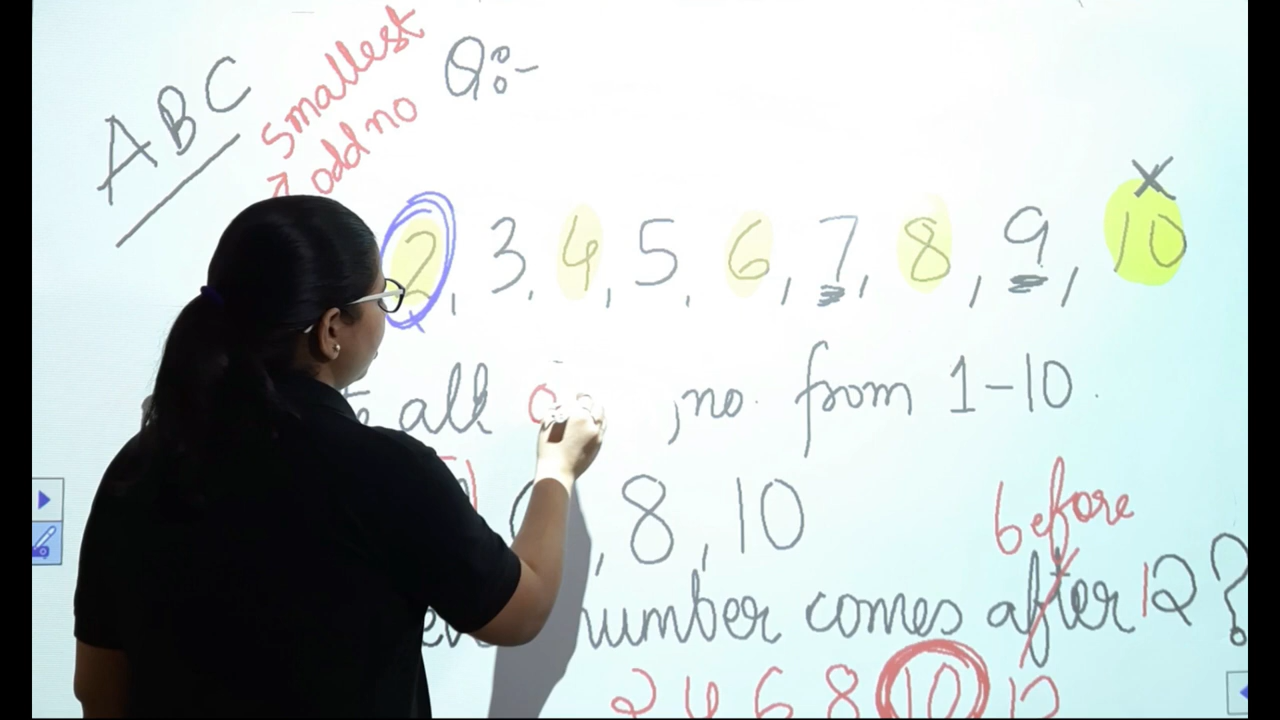 ABC
smallest
odd no
Q:-
2, 3, 4, 5, 6, 7, 8, 9, 10
x
all no. from 1-10.
, 8, 10
before
number comes after 12?
2 4 6 8 10 12